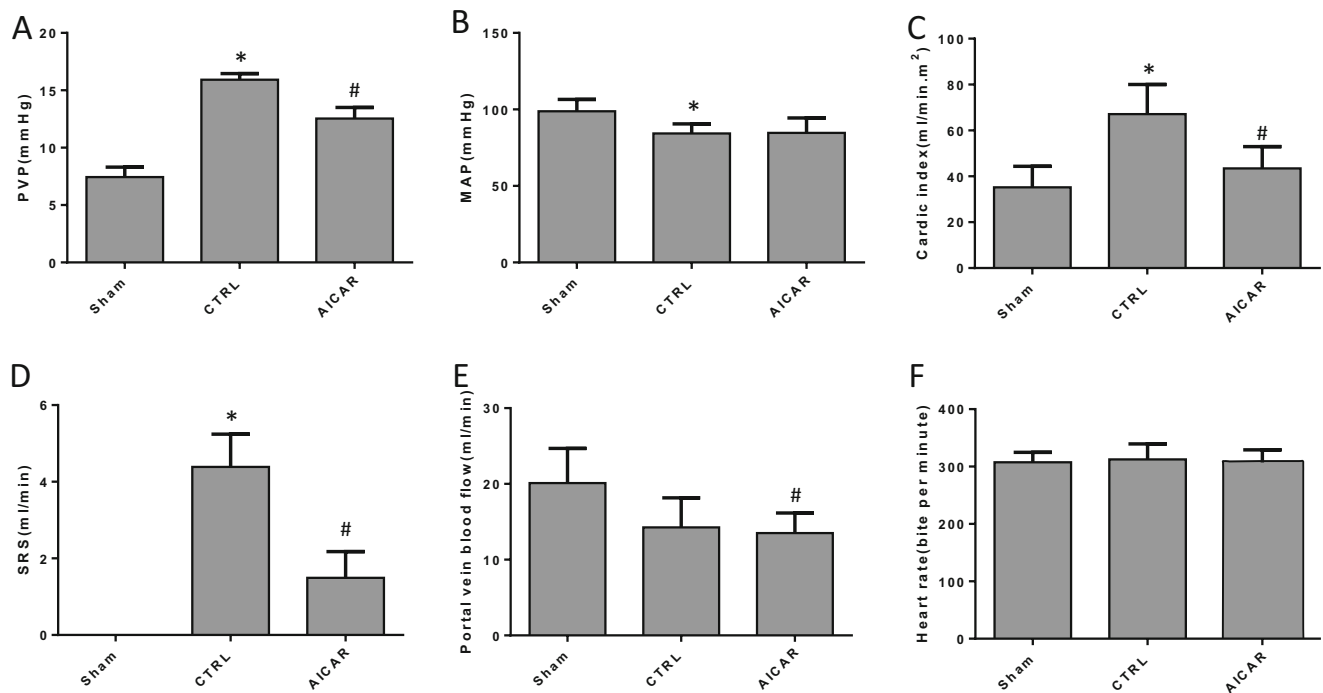 A
PVP(mmHg)
20
15
10
5
0
*
#
Sham
CTRL
AICAR
B
MAP(mmHg)
150
100
50
0
*
Sham
CTRL
AICAR
C
Cardic index(ml/min.m²)
100
80
60
40
20
0
*
#
Sham
CTRL
AICAR
D
SRS(ml/min)
6
4
2
0
*
#
Sham
CTRL
AICAR
E
Portal vein blood flow(ml/min)
30
20
10
0
#
Sham
CTRL
AICAR
F
Heart rate(bite per minute)
400
300
200
100
0
Sham
CTRL
AICAR